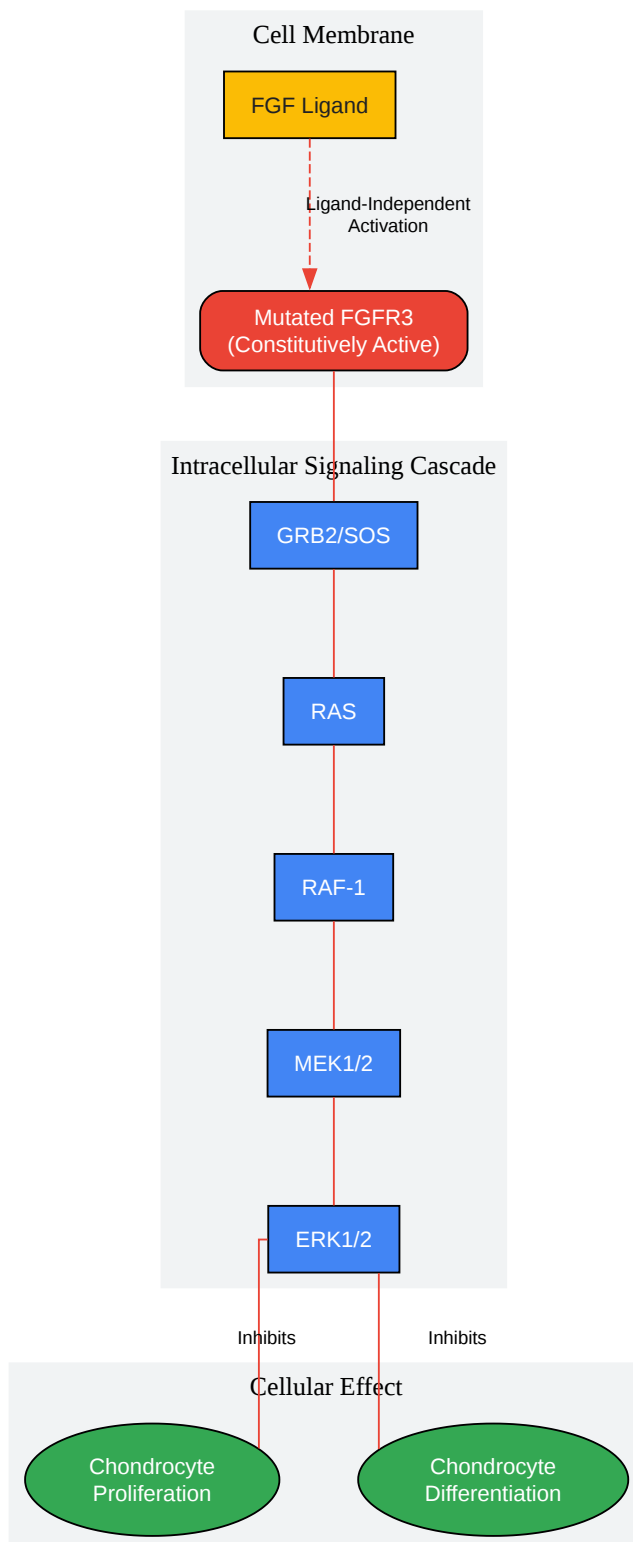 Cell Membrane
FGF Ligand
Ligand-Independent
Activation
Mutated FGFR3
(Constitutively Active)
Intracellular Signaling Cascade
GRB2/SOS
RAS
RAF-1
MEK1/2
ERK1/2
Inhibits
Inhibits
Cellular Effect
Chondrocyte
Proliferation
Chondrocyte
Differentiation